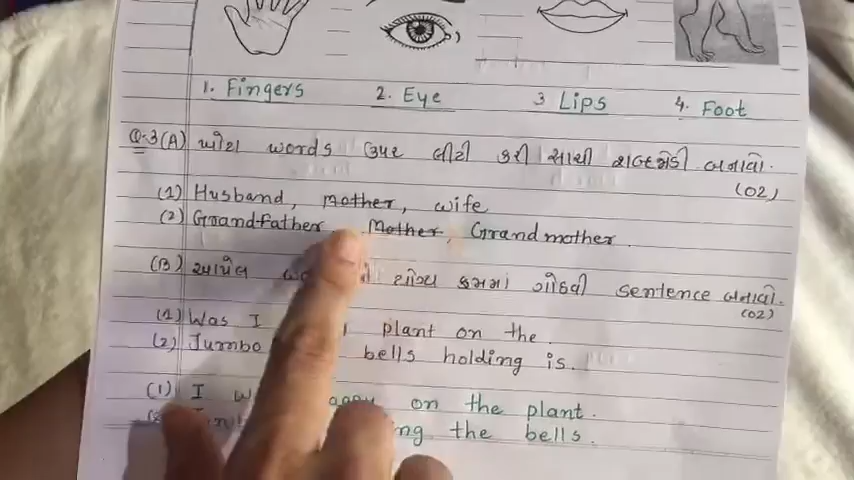 1. Fingers 2. Eye 3 Lips 4. Foot
Q.3(A) ખોટા words ઉપર લીટી કરી સાચી શબ્દજોડી બનાવો.
(02)
(1) Husband, Mother, wife
(2) Grandfather Mother, Grandmother.
(B) આપેલ યોગ્ય ક્રમમાં ગોઠવી sentence બનાવો.
(02)
(1) Was I plant on the.
(2) Jumbo bells holding is.
(1) I on the plant.
the bells.